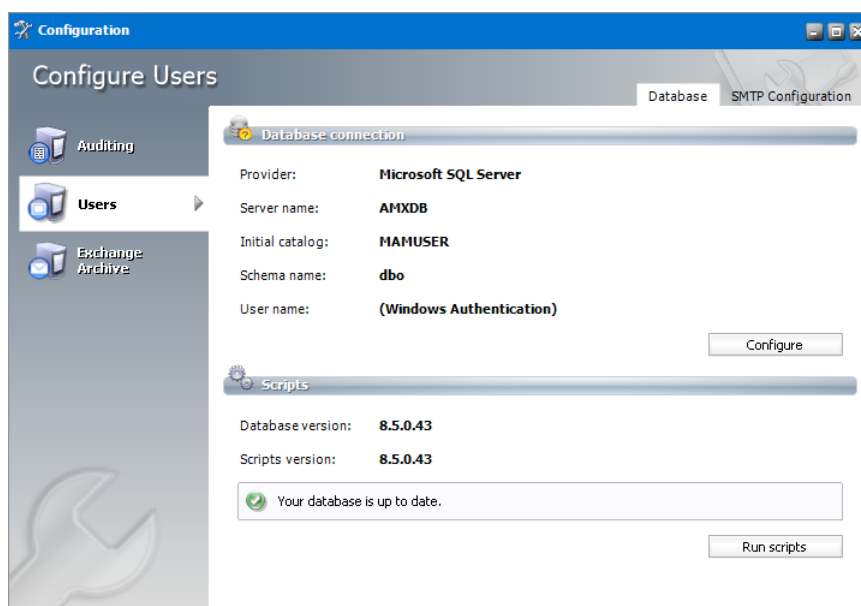 Configuration
Configure Users
Database SMTP Configuration
Auditing
Users
Exchange
Archive
Database connection
Provider: Microsoft SQL Server
Server name: AMXDB
Initial catalog: MAMUSER
Schema name: dbo
User name: (Windows Authentication)
Configure
Scripts
Database version: 8.5.0.43
Scripts version: 8.5.0.43
Your database is up to date.
Run scripts